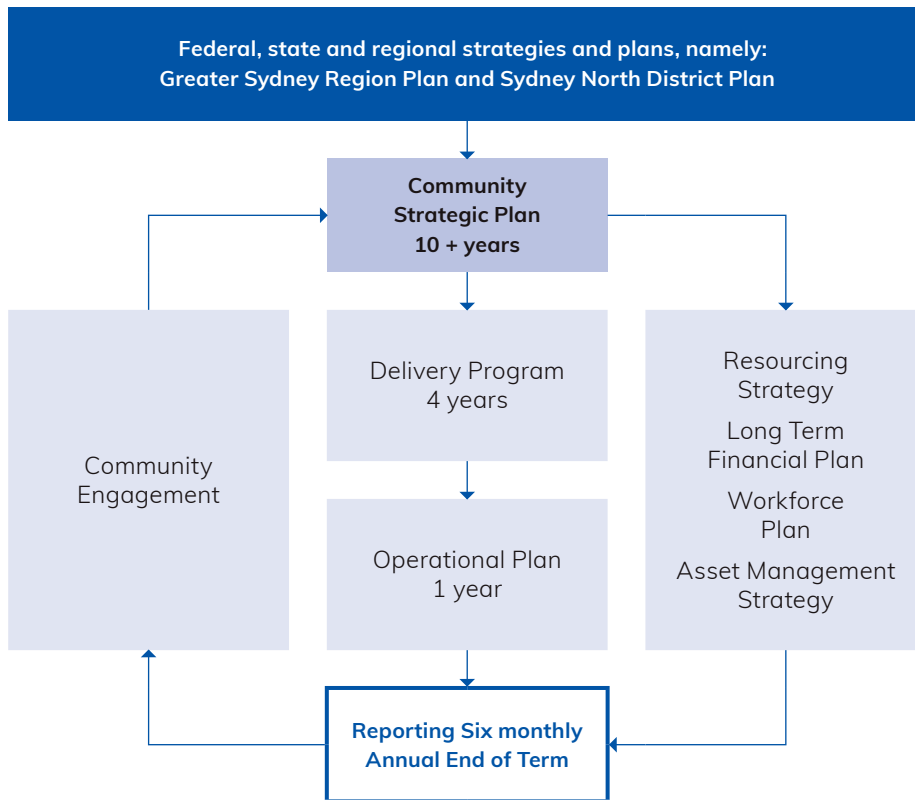 Federal, state and regional strategies and plans, namely:
Greater Sydney Region Plan and Sydney North District Plan
Community
Strategic Plan
10 + years
Community
Engagement
Delivery Program
4 years
Operational Plan
1 year
Resourcing
Strategy
Long Term
Financial Plan
Workforce
Plan
Asset Management
Strategy
Reporting Six monthly
Annual End of Term